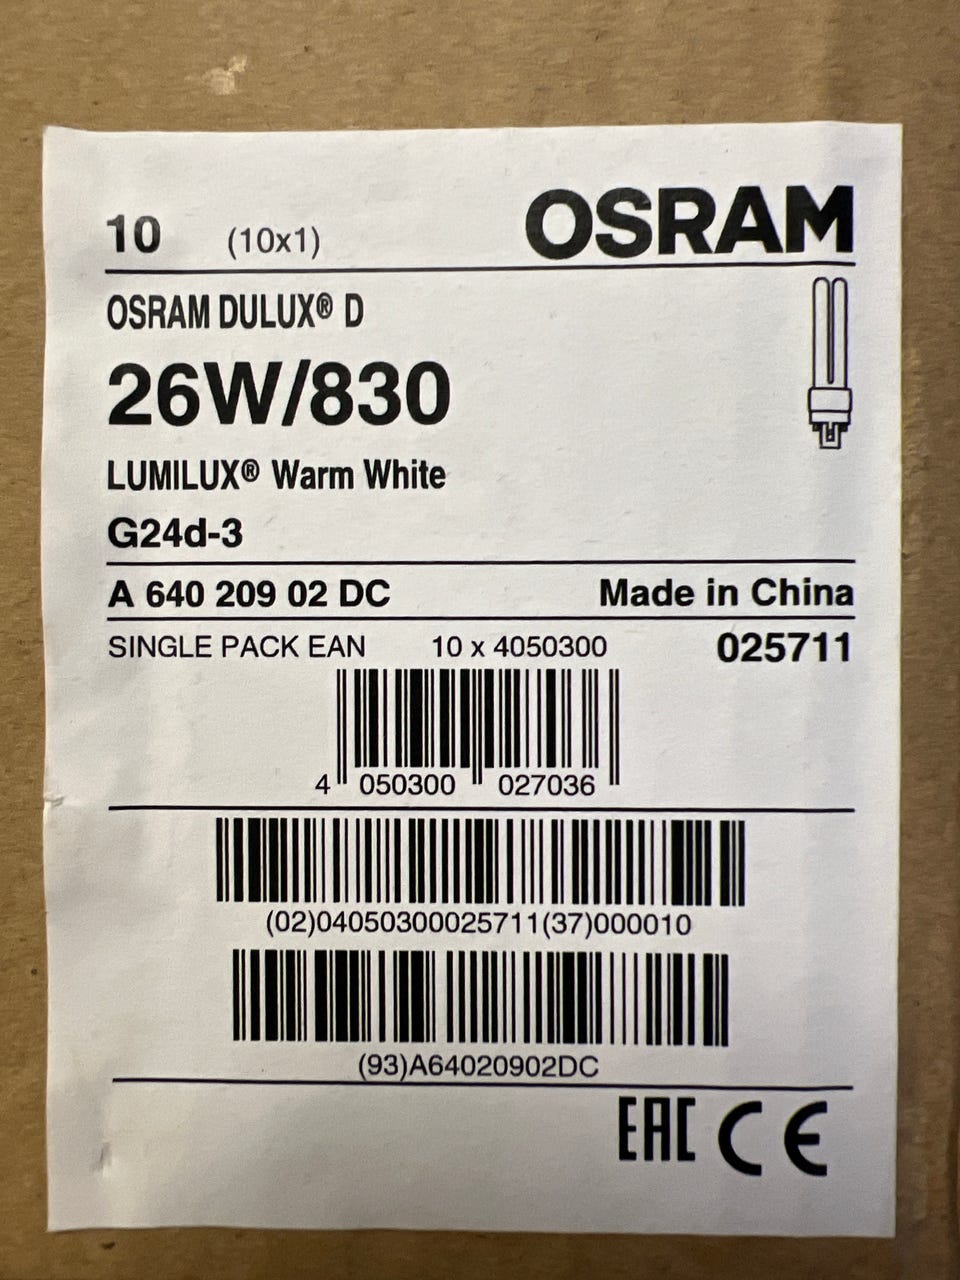 10 (10x1) OSRAM
OSRAM DULUX® D
26W/830
LUMILUX® Warm White
G24d-3
A 640 209 02 DC Made in China
SINGLE PACK EAN 10 x 4050300 025711
4 050300 027036
(02)04050300025711(37)000010
(93)A64020902DC
EAC CE